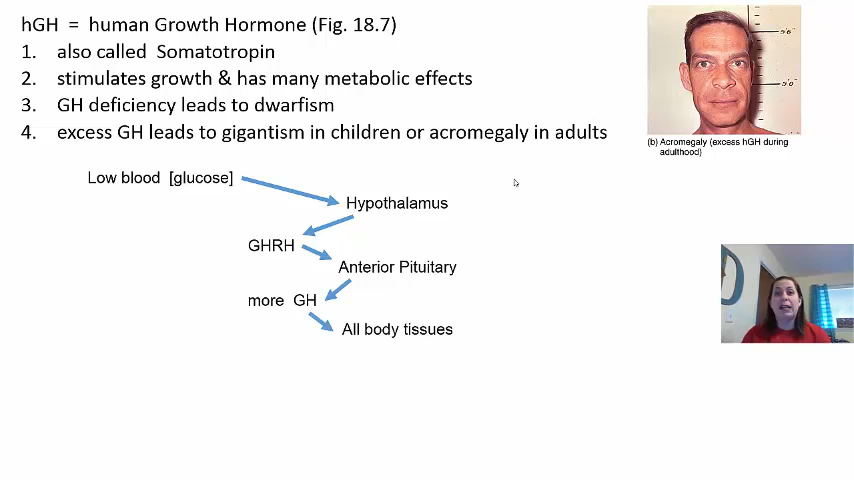 hGH = human Growth Hormone (Fig. 18.7)
1. also called Somatotropin
2. stimulates growth & has many metabolic effects
3. GH deficiency leads to dwarfism
4. excess GH leads to gigantism in children or acromegaly in adults
(b) Acromegaly (excess hGH during
adulthood)
Low blood [glucose]
Hypothalamus
GHRH
Anterior Pituitary
more GH
All body tissues